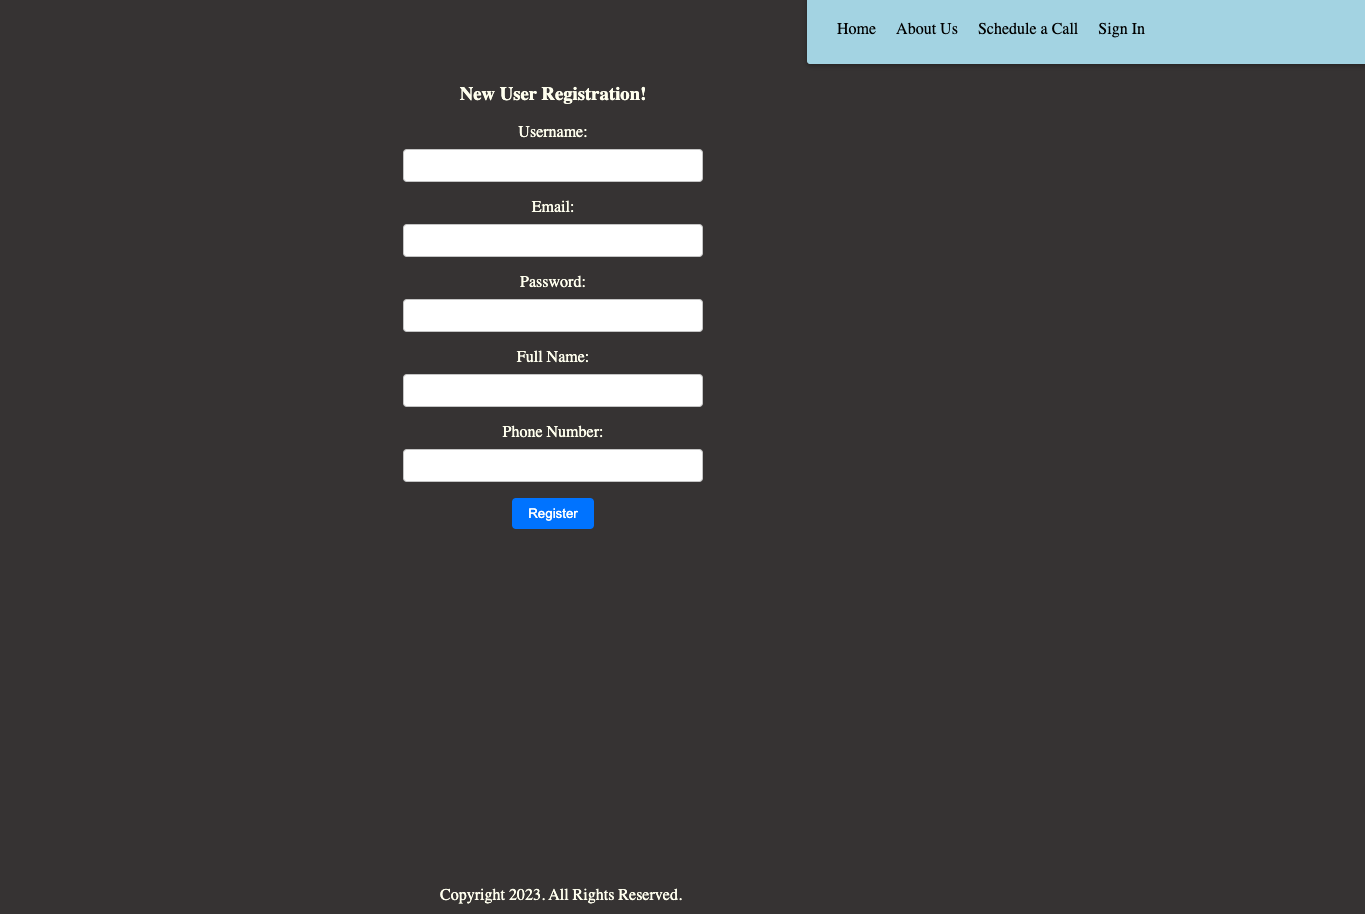 Home About Us Schedule a Call Sign In
New User Registration!
Username:
Email:
Password:
Full Name:
Phone Number:
Register
Copyright 2023. All Rights Reserved.